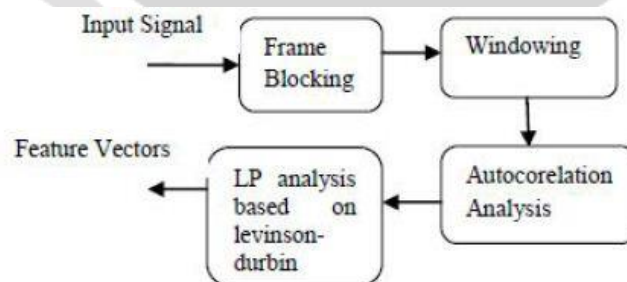 Input Signal
Frame
Blocking
Windowing
Autocorelation
Analysis
LP analysis
based on
levinson-
durbin
Feature Vectors